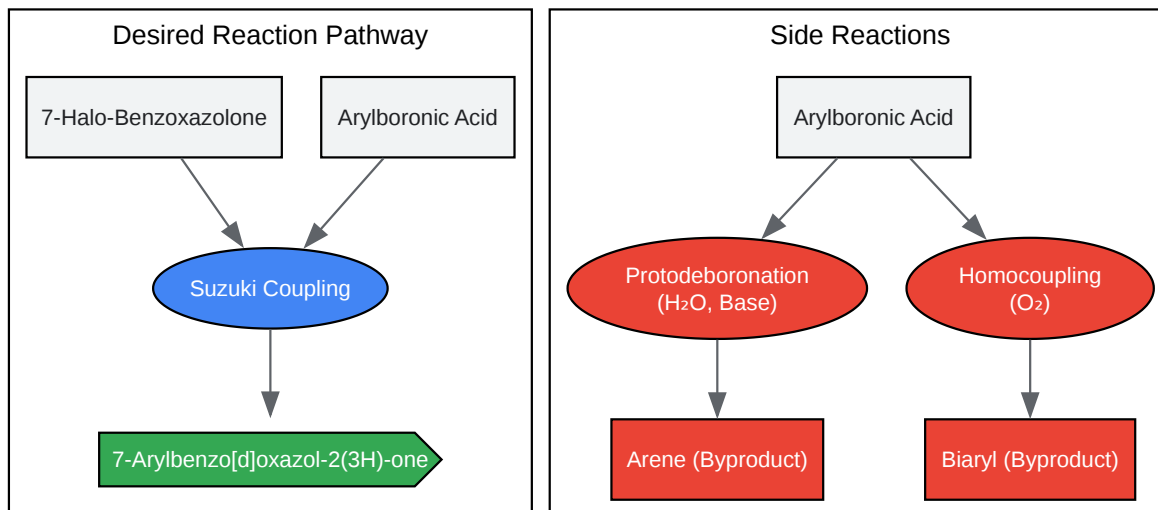 Desired Reaction Pathway
7-Halo-Benzoxazolone
Arylboronic Acid
Suzuki Coupling
7-Arylbenzo[d]oxazol-2(3H)-one
Side Reactions
Arylboronic Acid
Protodeboronation
(H₂O, Base)
Homocoupling
(O₂)
Arene (Byproduct)
Biaryl (Byproduct)